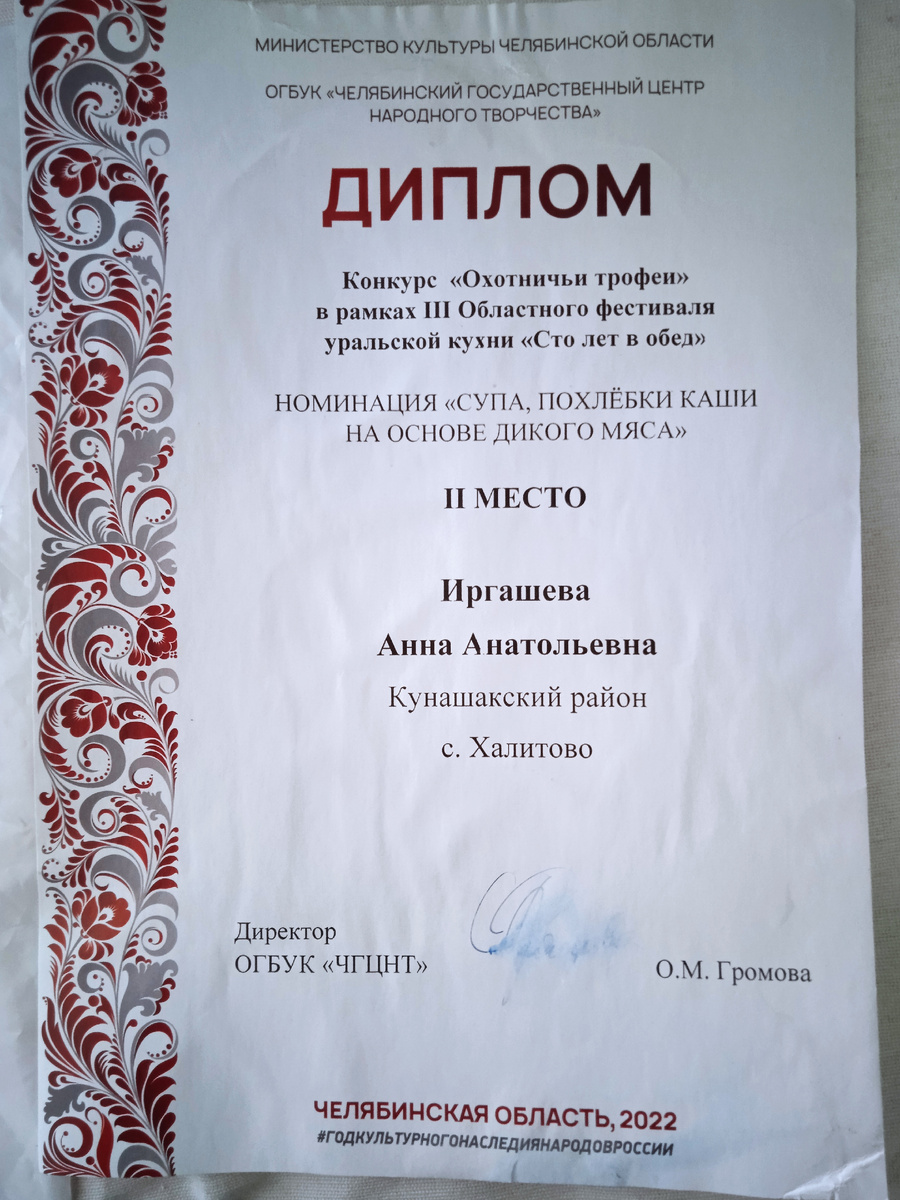 МИНИСТЕРСТВО КУЛЬТУРЫ ЧЕЛЯБИНСКОЙ ОБЛАСТИ
ОГБУК «ЧЕЛЯБИНСКИЙ ГОСУДАРСТВЕННЫЙ ЦЕНТР
НАРОДНОГО ТВОРЧЕСТВА»
ДИПЛОМ
Конкурс «Охотничьи трофеи»
в рамках III Областного фестиваля
уральской кухни «Сто лет в обед»
НОМИНАЦИЯ «СУПА, ПОХЛЁБКИ КАШИ
НА ОСНОВЕ ДИКОГО МЯСА»
II МЕСТО
Иргашева
Анна Анатольевна
Кунашакский район
с. Халитово
Директор
ОГБУК «ЧГЦНТ»
О.М. Громова
ЧЕЛЯБИНСКАЯ ОБЛАСТЬ, 2022
#ГОДКУЛЬТУРНОГОНАСЛЕДИЯНАРОДОВРОССИИ